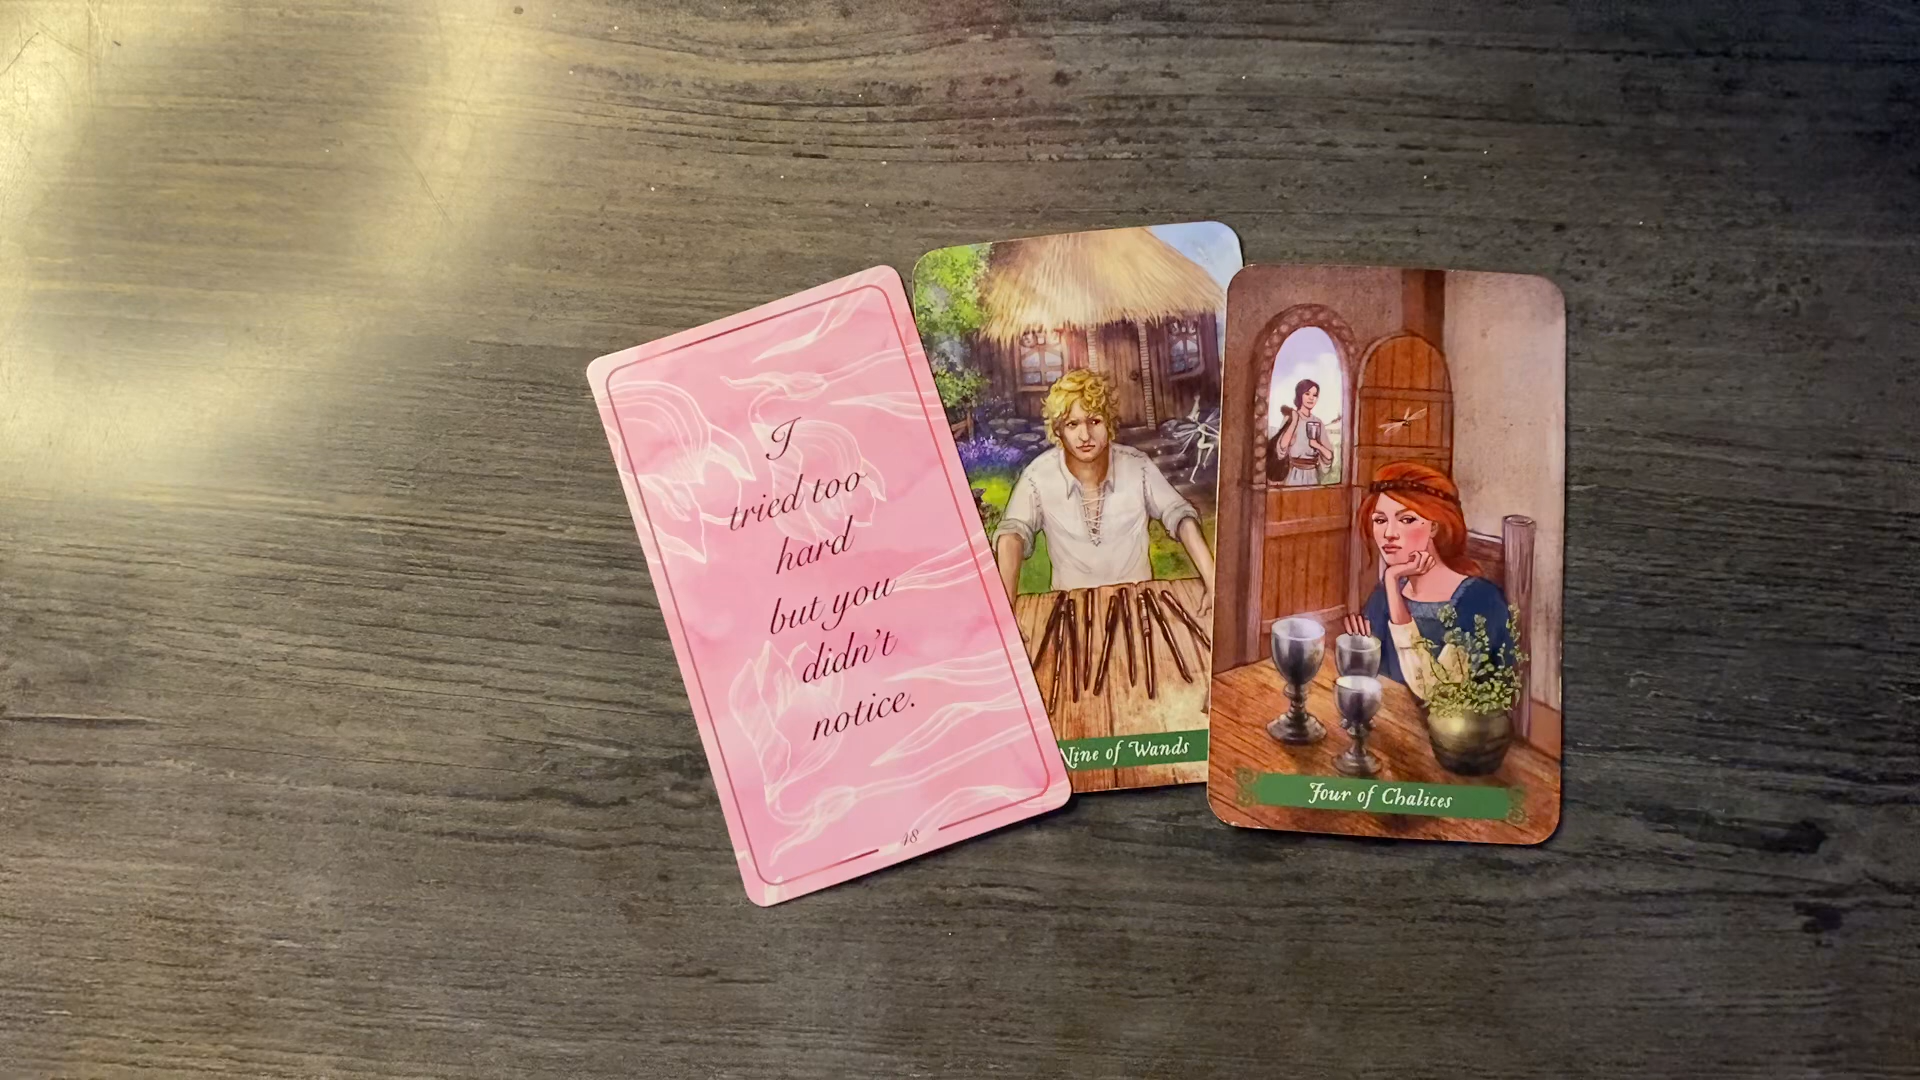 I
tried too
hard
but you
didn't
notice.
18
Nine of Wands
Four of Chalices